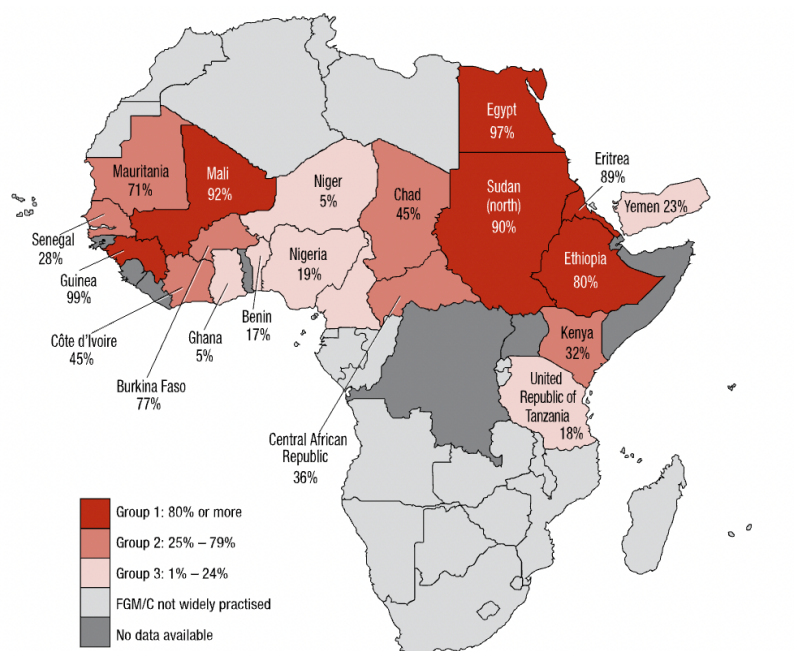 Egypt
97%
Eritrea
89%
Mauritania
71%
Mali
92%
Niger
5%
Chad
45%
Sudan
(north)
90%
Yemen 23%
Senegal
28%
Nigeria
19%
Ethiopia
80%
Guinea
99%
Benin
17%
Ghana
5%
Côte d'Ivoire
45%
Kenya
32%
Burkina Faso
77%
United
Republic of
Tanzania
18%
Central African
Republic
36%
Group 1: 80% or more
Group 2: 25% – 79%
Group 3: 1% – 24%
FGM/C not widely practised
No data available